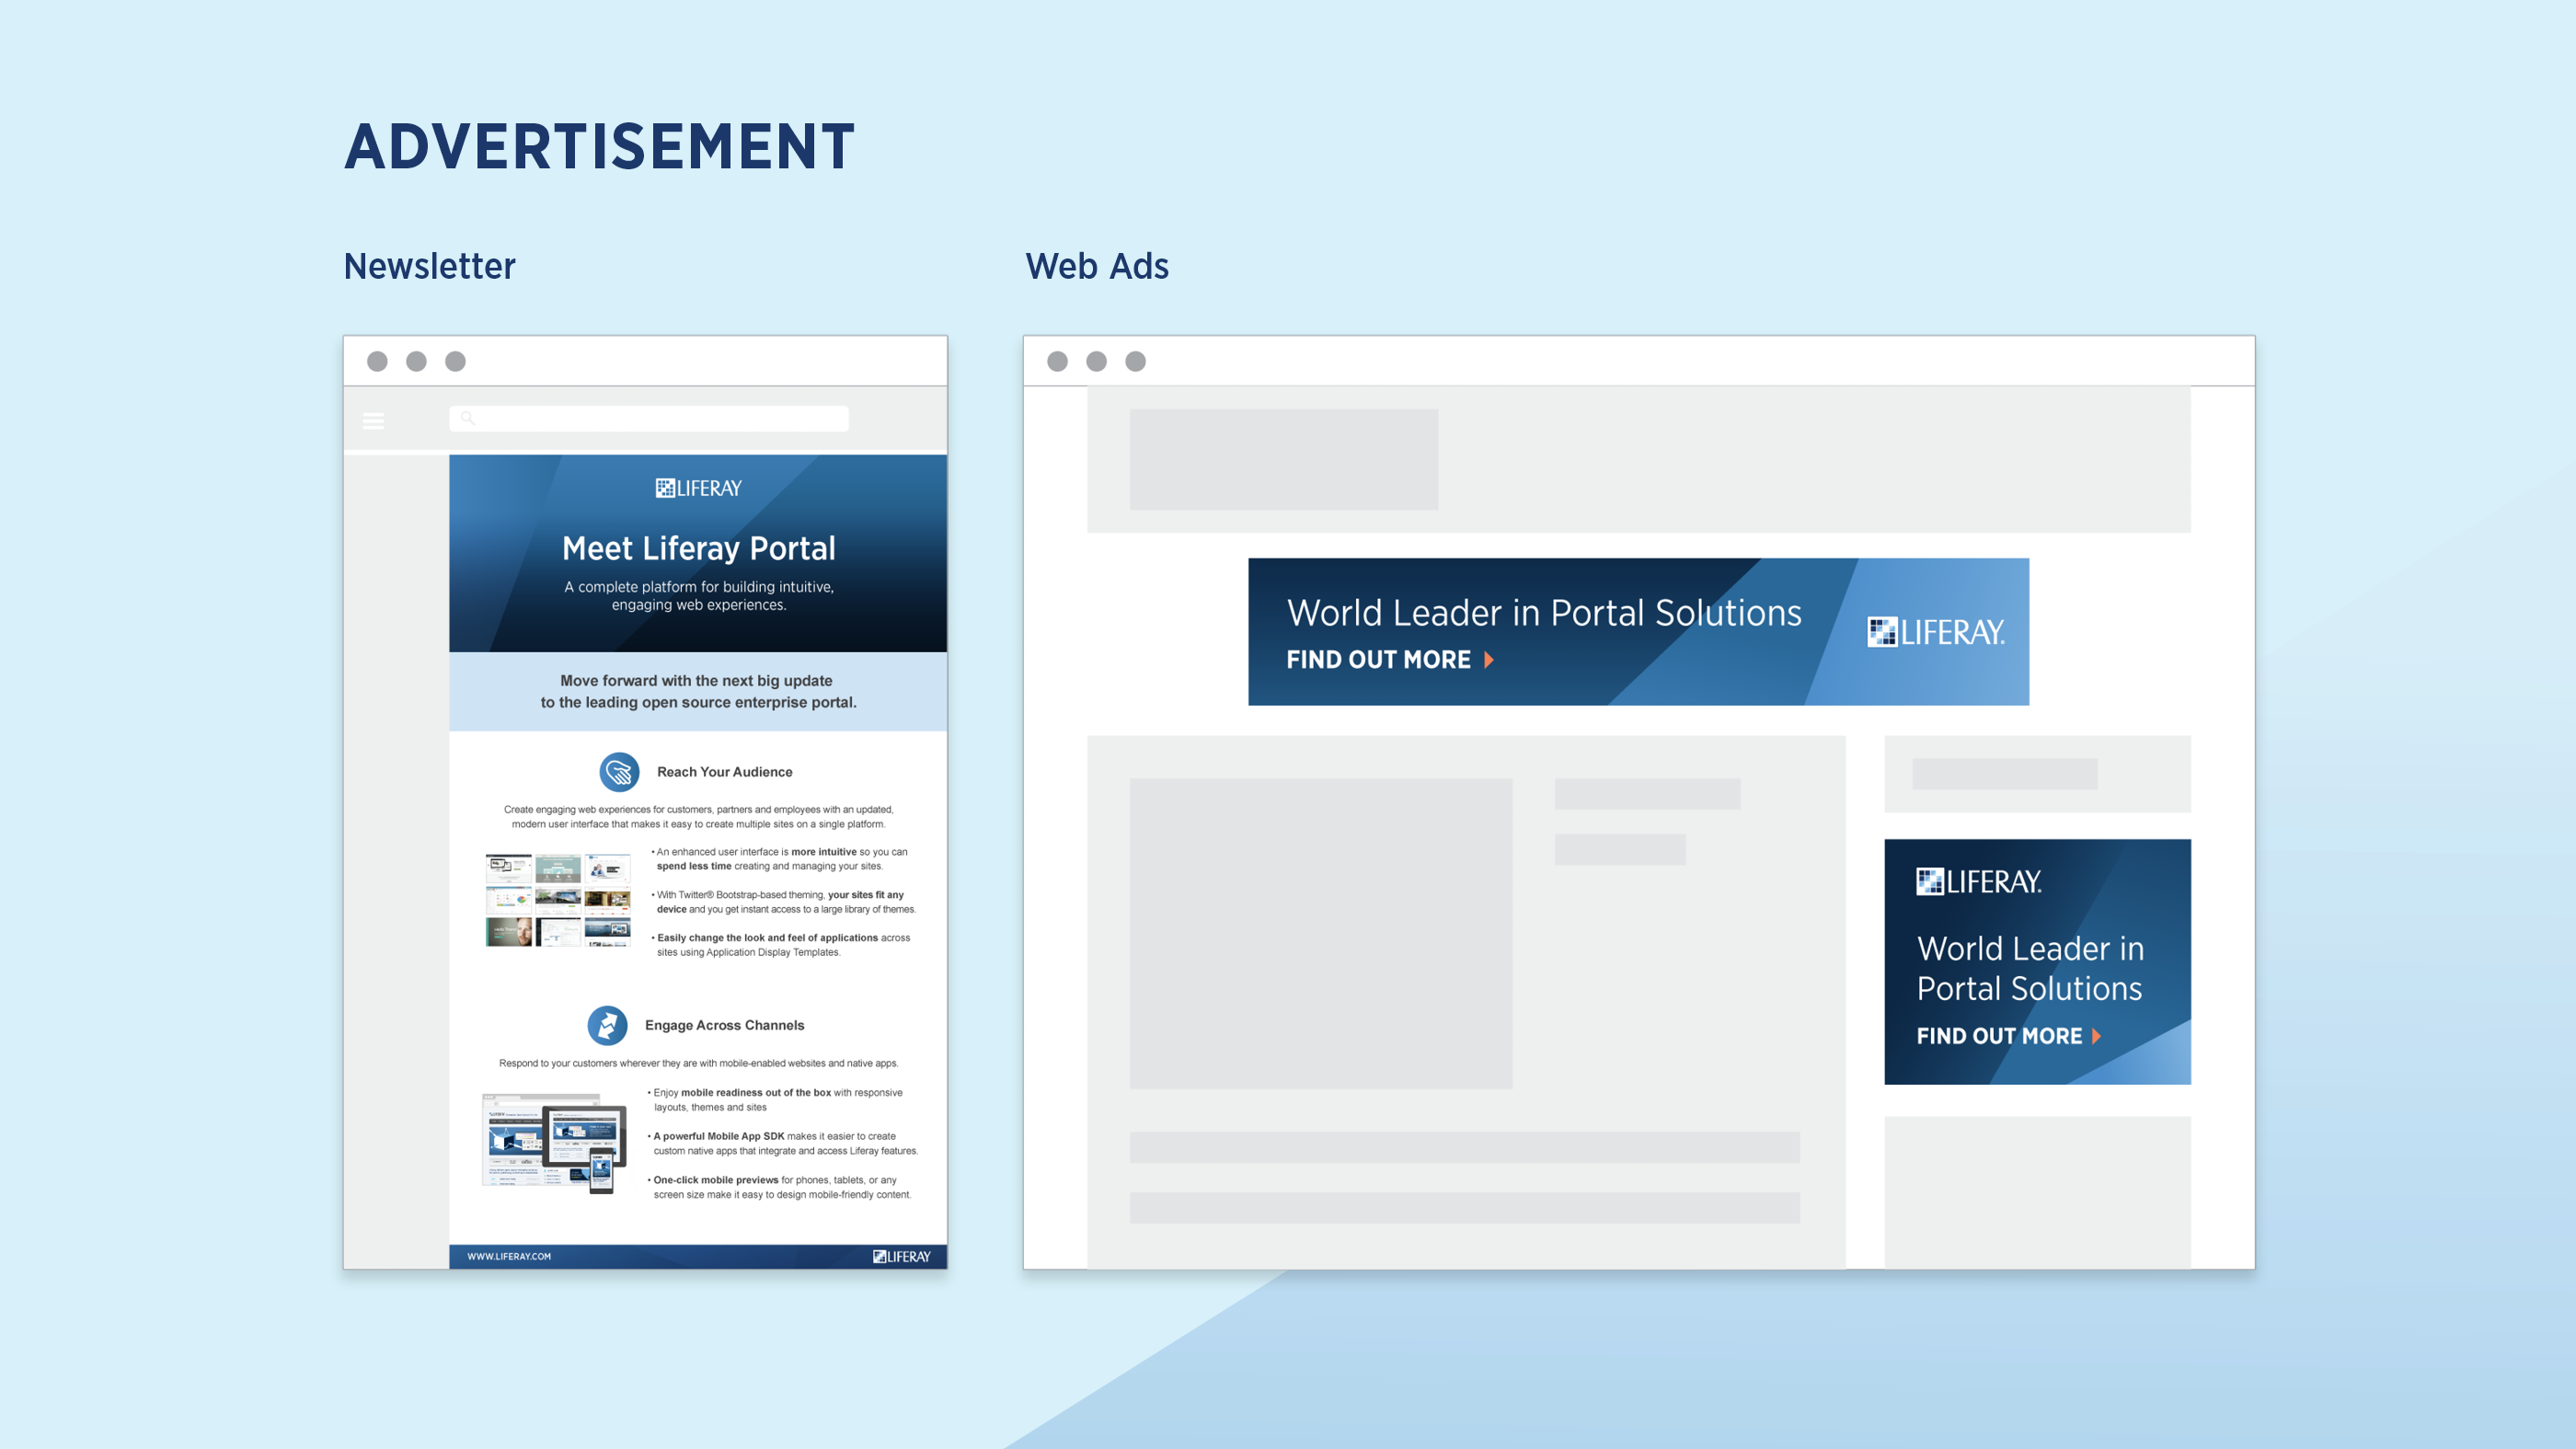 ADVERTISEMENT
Newsletter
Web Ads
LIFERAY
Meet Liferay Portal
A complete platform for building intuitive,
engaging web experiences.
Move forward with the next big update
to the leading open source enterprise portal.
Reach Your Audience
Create engaging web experiences for customers, partners and employees with an updated,
modern user interface that makes it easy to create multiple sites on a single platform.
• An enhanced user interface is more intuitive so you can
spend less time creating and managing your sites.
• With Twitter® Bootstrap-based theming, your sites fit any
device and you get instant access to a large library of themes.
• Easily change the look and feel of applications across
sites using Application Display Templates.
Engage Across Channels
Respond to your customers wherever they are with mobile-enabled websites and native apps.
• Enjoy mobile readiness out of the box with responsive
layouts, themes and sites
• A powerful Mobile App SDK makes it easier to create
custom native apps that integrate and access Liferay features.
• One-click mobile previews for phones, tablets, or any
screen size make it easy to design mobile-friendly content.
WWW.LIFERAY.COM
LIFERAY
World Leader in Portal Solutions
FIND OUT MORE
LIFERAY.
LIFERAY.
World Leader in
Portal Solutions
FIND OUT MORE